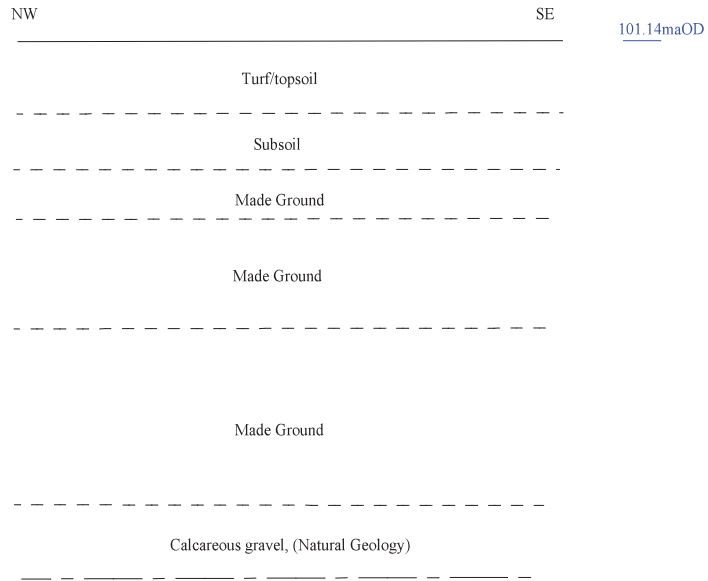 NW
SE
101.14maOD
Turf/topsoil
Subsoil
Made Ground
Made Ground
Made Ground
Calcareous gravel, (Natural Geology)